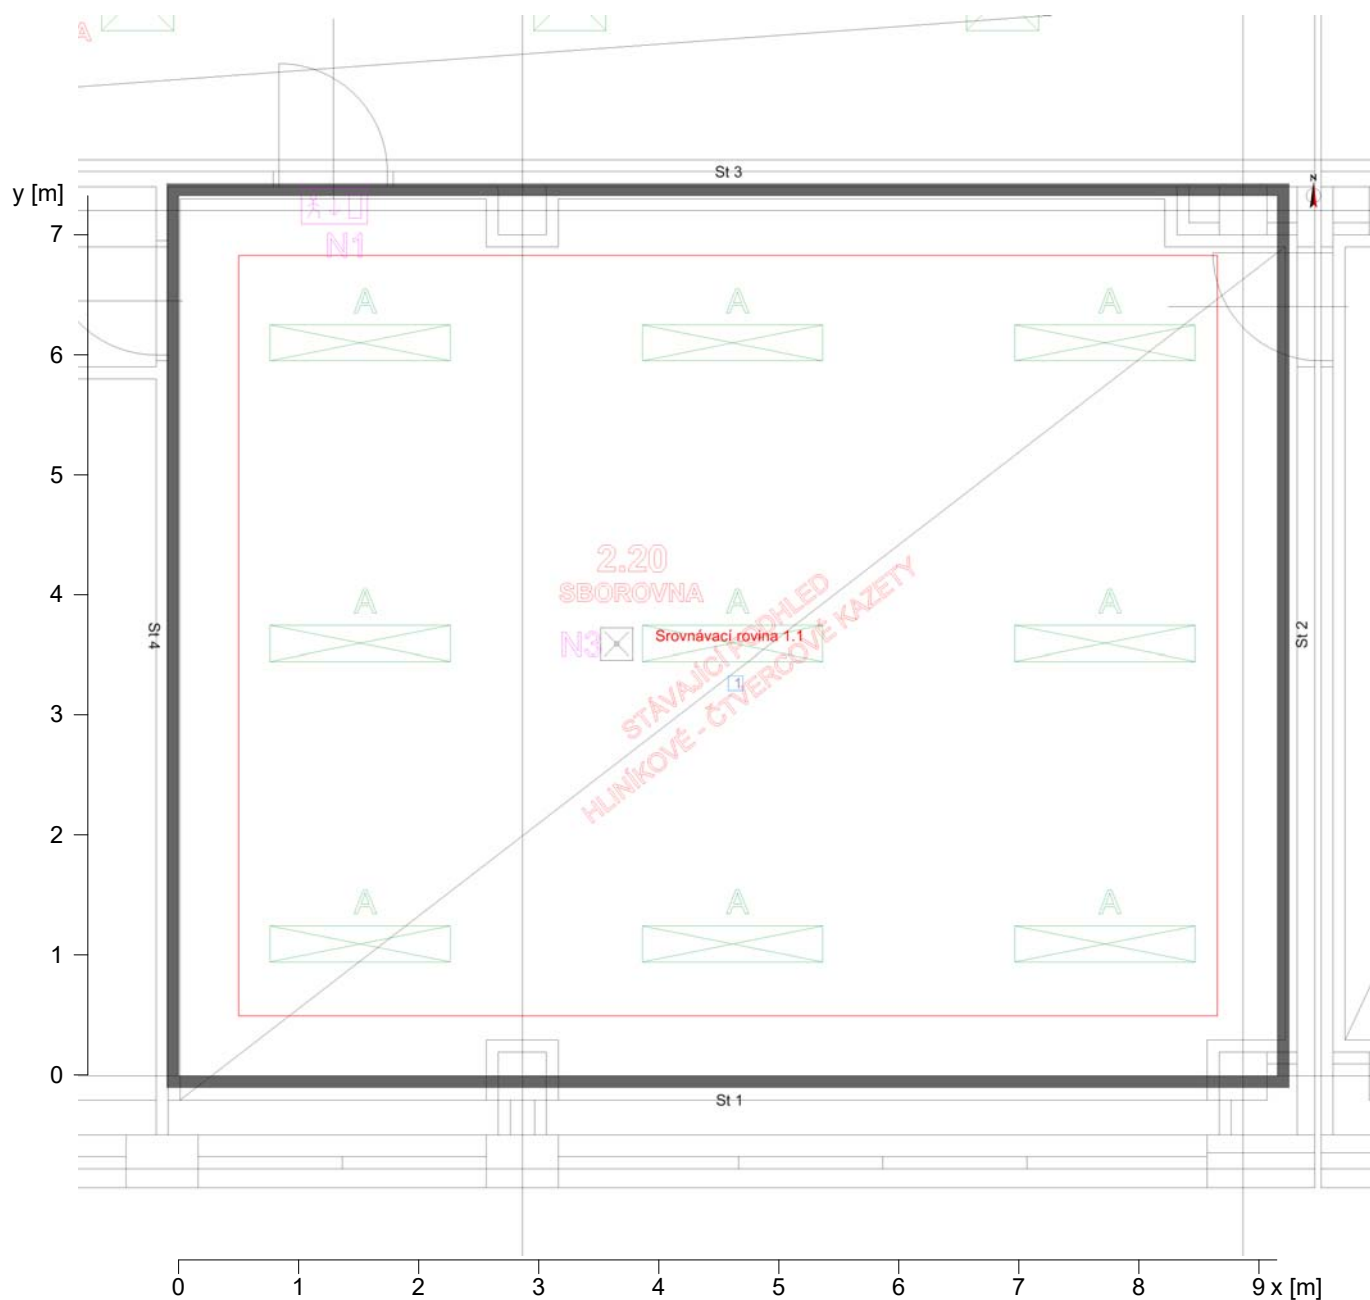 A
St 3
z
y [m]
N1
7
A A A
6
5
2.20
SBOROVNA
4
A A A
St 4
N3
Srovnávací rovina 1.1
St 2
1
STÁVAJÍCÍ PODHLED
HLINÍKOVÉ - ČTVERCOVÉ KAZETY
3
2
A A A
1
0
St 1
0 1 2 3 4 5 6 7 8 9 x [m]